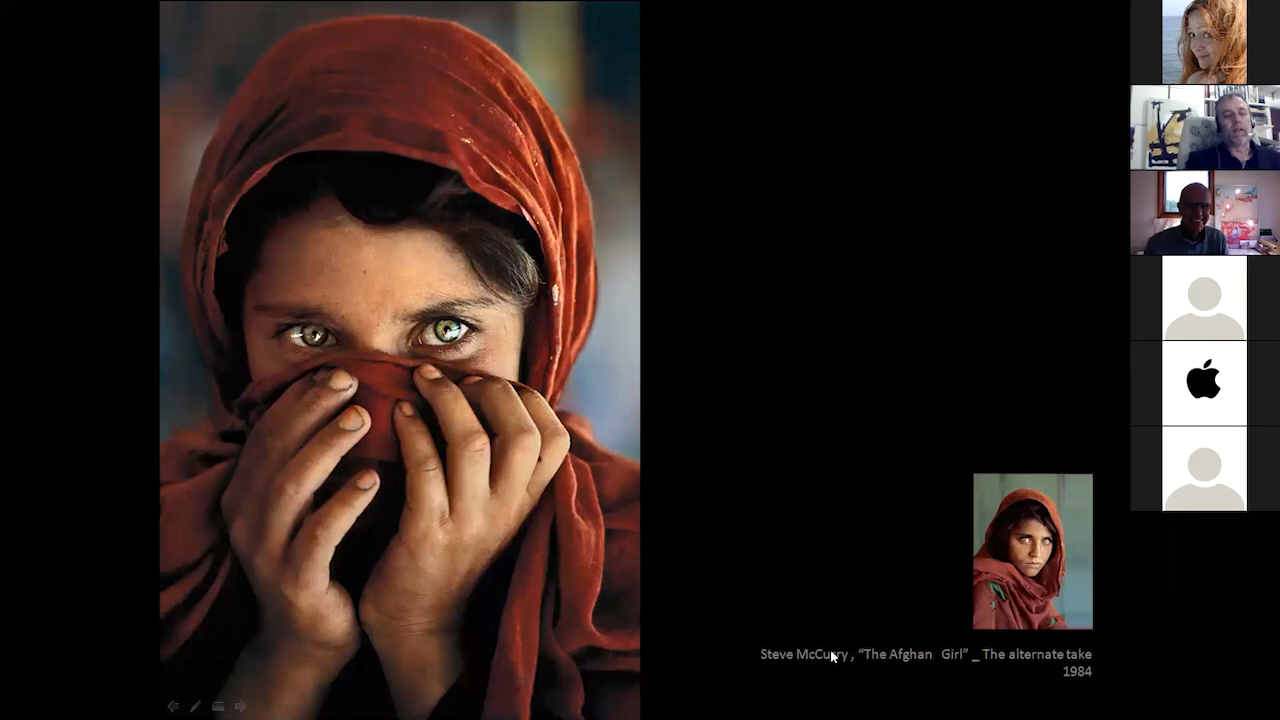 Steve McCurry , “The Afghan Girl” _ The alternate take
1984